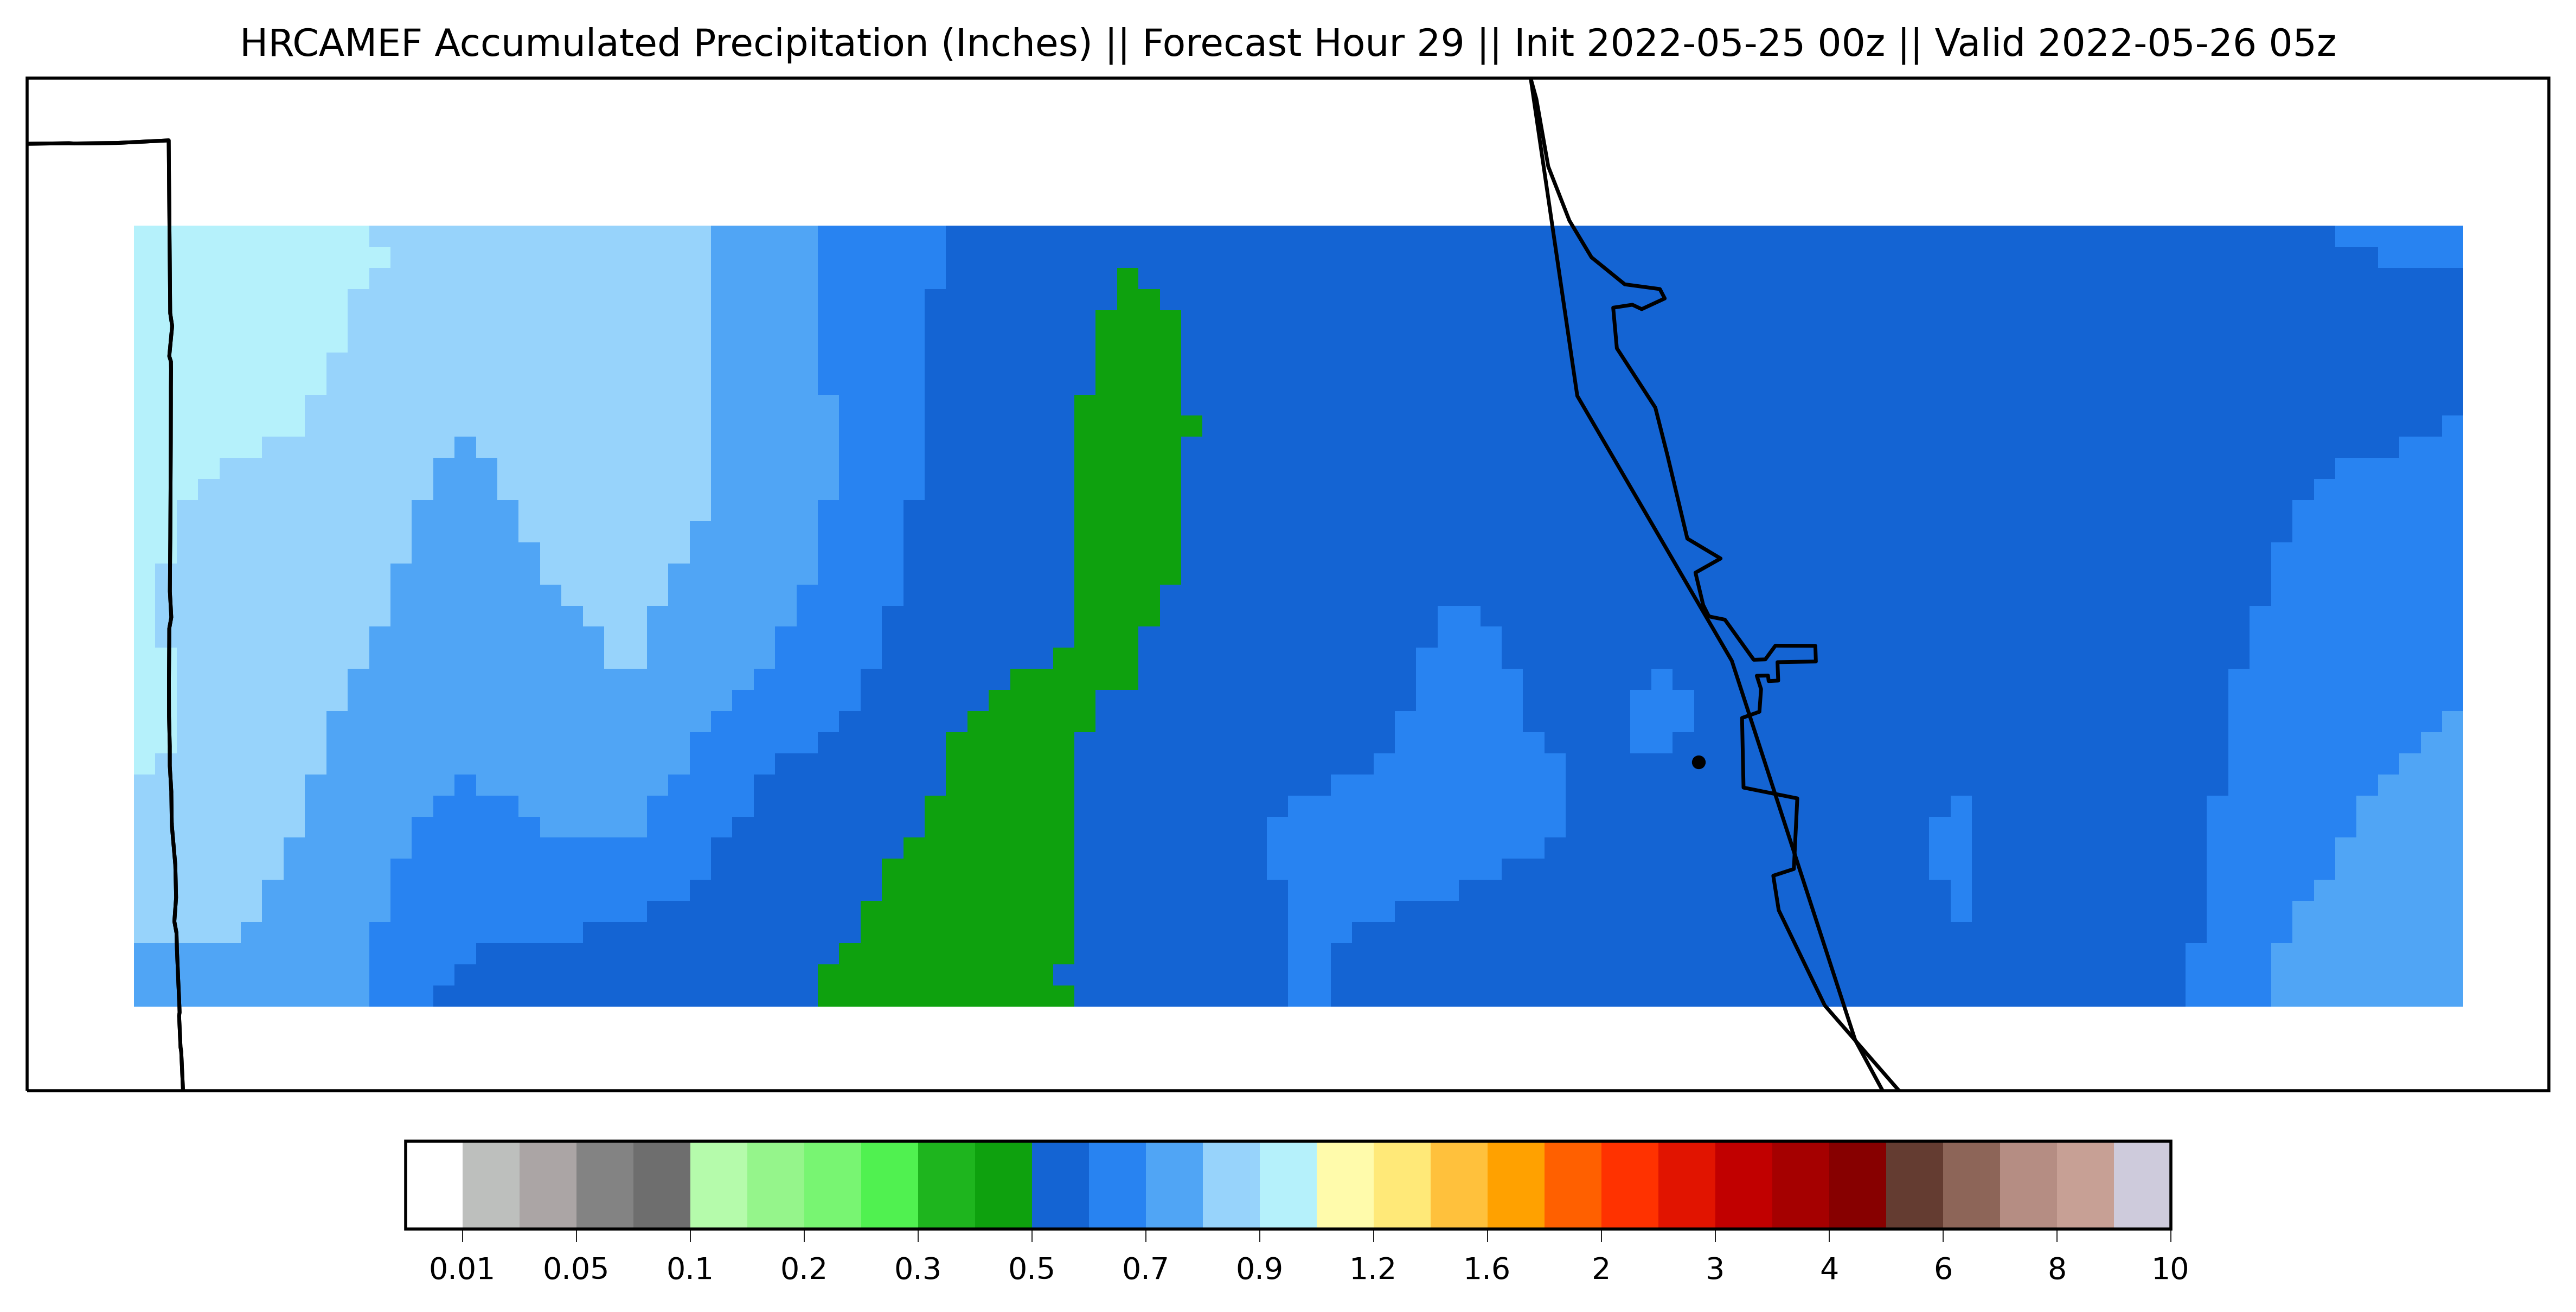 HRCAMEF Accumulated Precipitation (Inches) || Forecast Hour 29 || Init 2022-05-25 00z || Valid 2022-05-26 05z
0.01 0.05 0.1 0.2 0.3 0.5 0.7 0.9 1.2 1.6 2 3 4 6 8 10